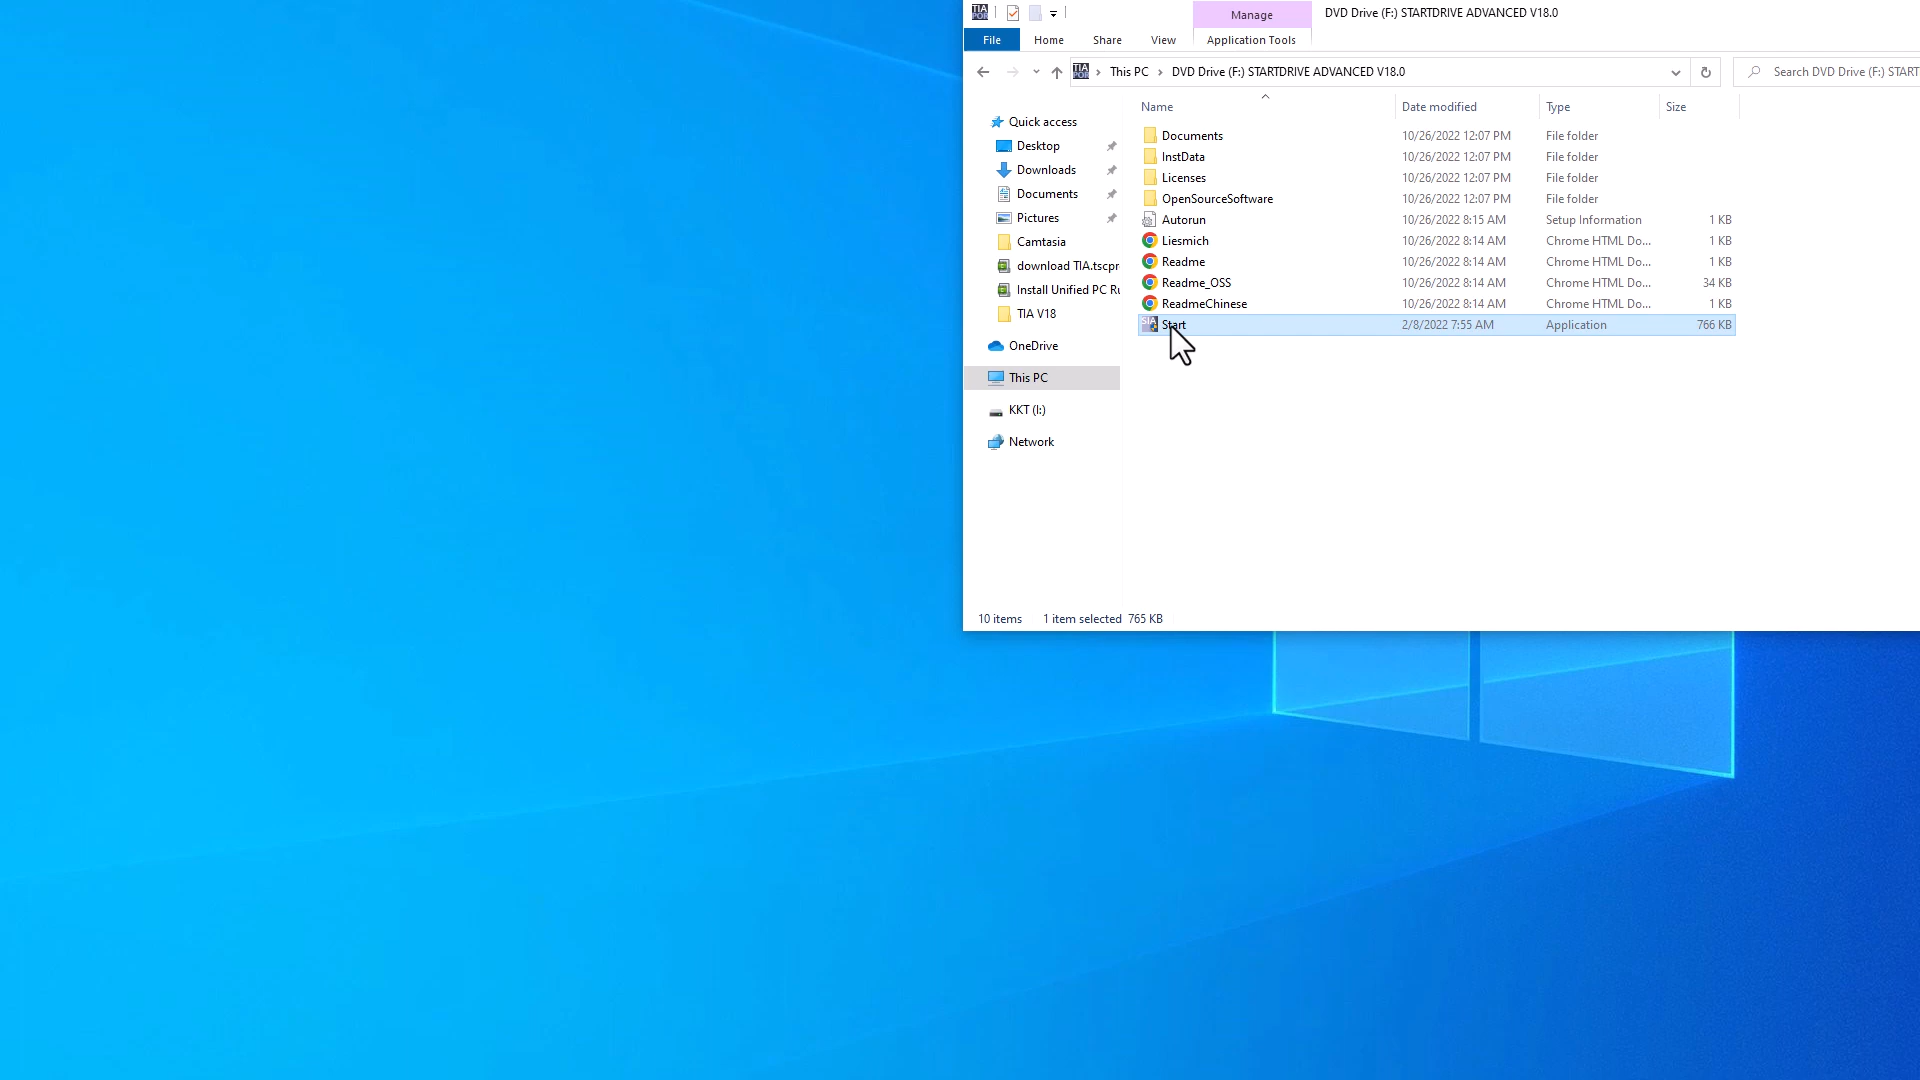 Manage
DVD Drive (F:) STARTDRIVE ADVANCED V18.0
File Home Share View Application Tools
This PC DVD Drive (F:) STARTDRIVE ADVANCED V18.0
Search DVD Drive (F:) START
Name Date modified Type Size
Quick access
Desktop
Downloads
Documents
Pictures
Camtasia
download TIA.tscpr
Install Unified PC Ru
TIA V18
OneDrive
This PC
KKT (I:)
Network
Documents 10/26/2022 12:07 PM File folder
InstData 10/26/2022 12:07 PM File folder
Licenses 10/26/2022 12:07 PM File folder
OpenSourceSoftware 10/26/2022 12:07 PM File folder
Autorun 10/26/2022 8:15 AM Setup Information 1 KB
Liesmich 10/26/2022 8:14 AM Chrome HTML Do... 1 KB
Readme 10/26/2022 8:14 AM Chrome HTML Do... 1 KB
Readme_OSS 10/26/2022 8:14 AM Chrome HTML Do... 34 KB
ReadmeChinese 10/26/2022 8:14 AM Chrome HTML Do... 1 KB
Start 2/8/2022 7:55 AM Application 766 KB
10 items 1 item selected 765 KB